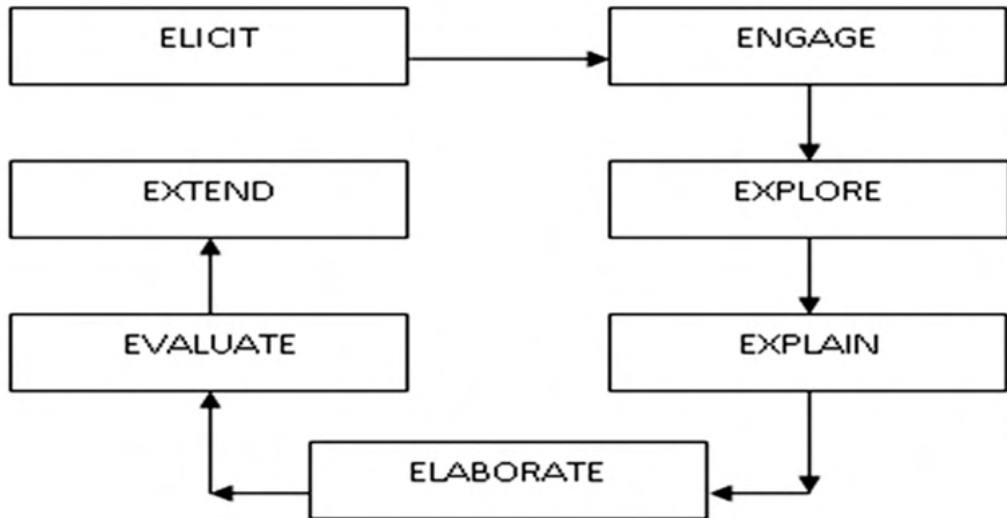 ELICIT
ENGAGE
EXPLORE
EXPLAIN
ELABORATE
EVALUATE
EXTEND